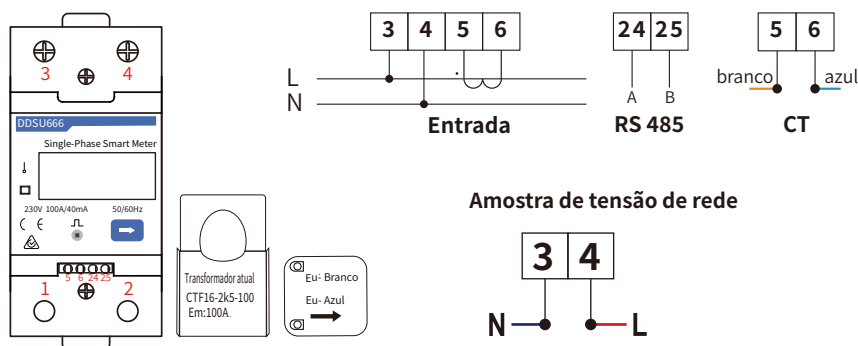 3 4
DDSU666
Single-Phase Smart Meter
230V 100A/40mA 50/60Hz
5 6 24 25
1 2
Transformador atual
CTF16-2k5-100
Em:100A.
Eu- Branco
Eu- Azul
3 4 5 6
L
N
Entrada
24 25
A B
RS 485
5 6
branco azul
CT
Amostra de tensão de rede
3 4
N L